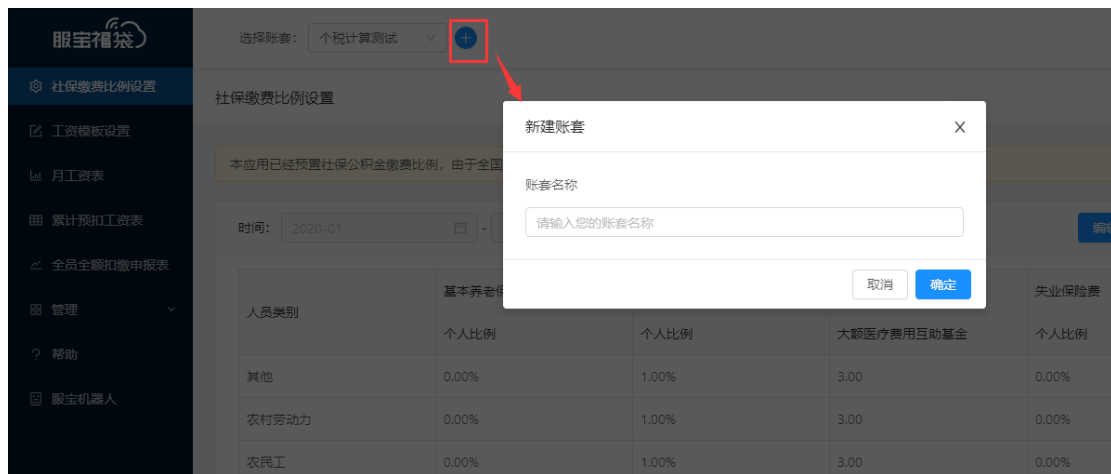 服宝福袋
选择账套： 个税计算测试
社保缴费比例设置
工资模板设置
月工资表
累计预扣工资表
全员全额扣缴申报表
管理
帮助
服宝机器人
社保缴费比例设置
本应用已经预置社保公积金缴费比例，由于全国
时间： 2020-01 -
编辑
人员类别 基本养老保 失业保险费
个人比例 个人比例 大额医疗费用互助基金 个人比例
其他 0.00% 1.00% 3.00 0.00%
农村劳动力 0.00% 1.00% 3.00 0.00%
农民工 0.00% 1.00% 3.00 0.00%
新建账套 X
账套名称
请输入您的账套名称
取消 确定